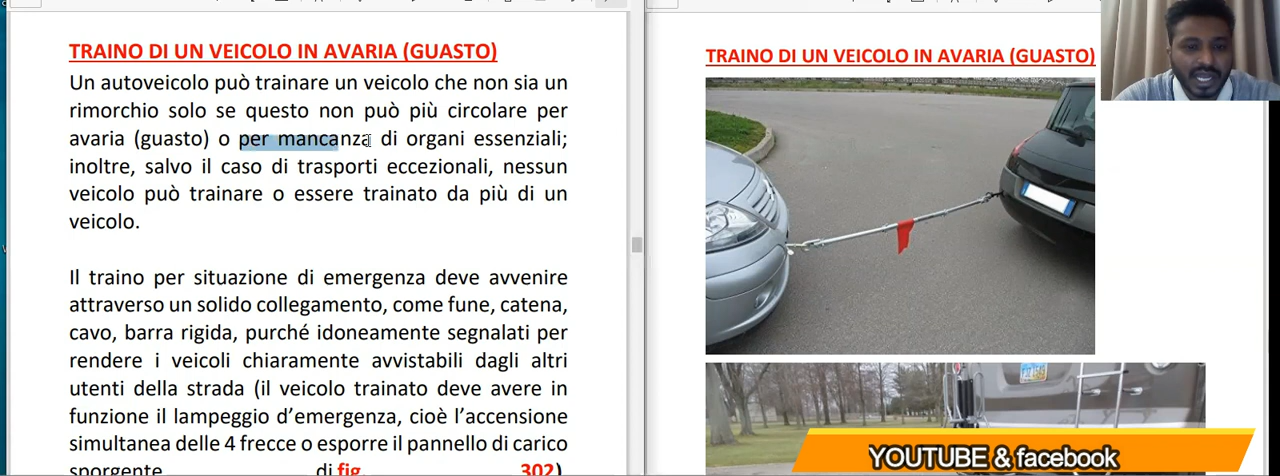 TRAINO DI UN VEICOLO IN AVARIA (GUASTO)
Un autoveicolo può trainare un veicolo che non sia un
rimorchio solo se questo non può più circolare per
avaria (guasto) o per mancanza di organi essenziali;
inoltre, salvo il caso di trasporti eccezionali, nessun
veicolo può trainare o essere trainato da più di un
veicolo.
Il traino per situazione di emergenza deve avvenire
attraverso un solido collegamento, come fune, catena,
cavo, barra rigida, purché idoneamente segnalati per
rendere i veicoli chiaramente avvistabili dagli altri
utenti della strada (il veicolo trainato deve avere in
funzione il lampeggio d'emergenza, cioè l'accensione
simultanea delle 4 frecce o esporre il pannello di carico
sporgente di fig. 302)
TRAINO DI UN VEICOLO IN AVARIA (GUASTO)
YOUTUBE & facebook